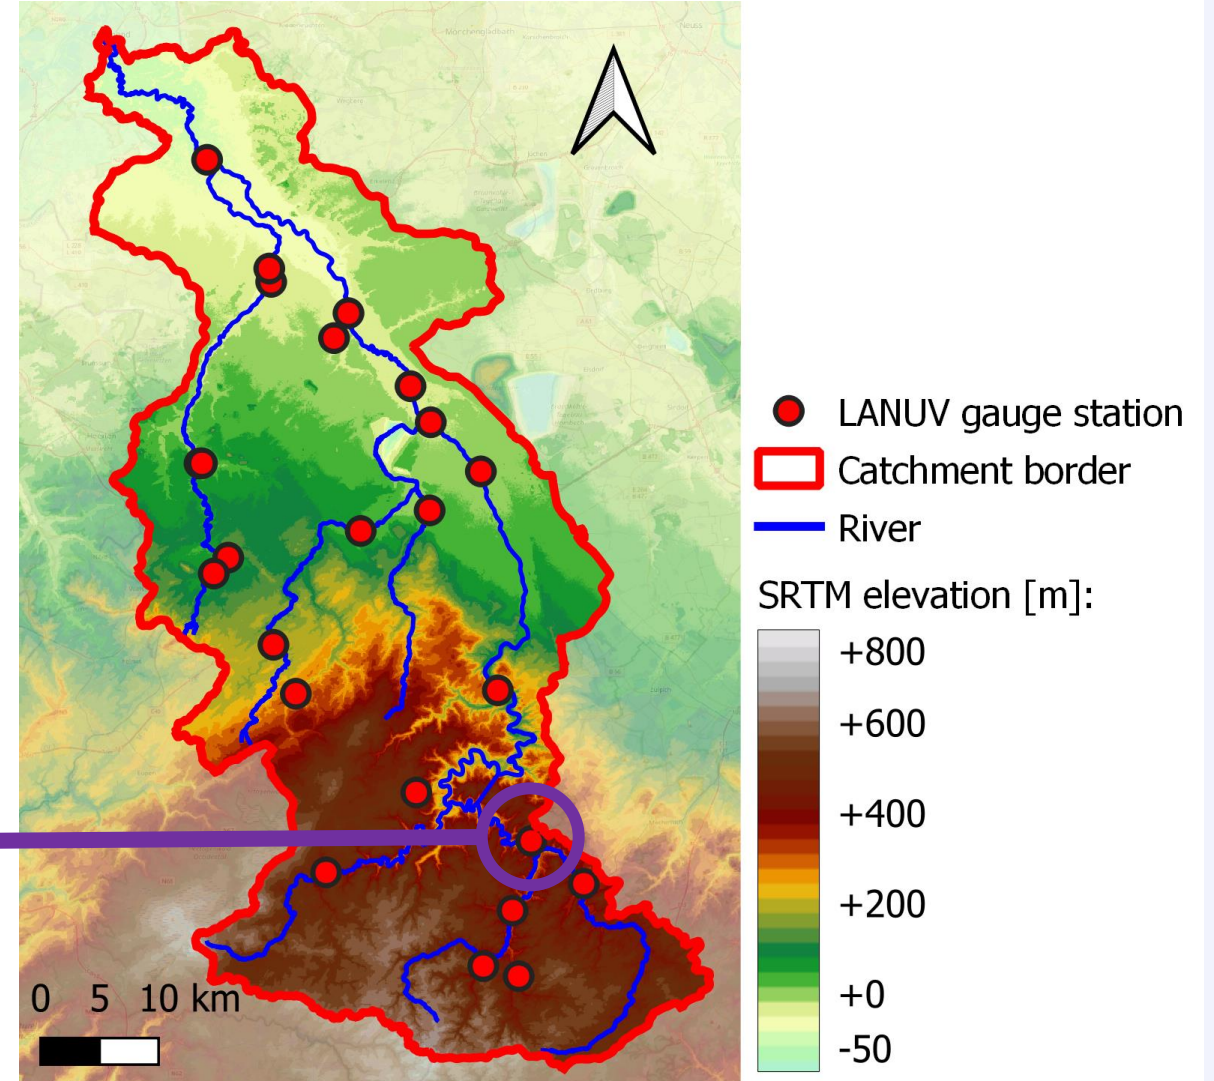 LANUV gauge station
Catchment border
River
SRTM elevation [m]:
+800
+600
+400
+200
+0
-50
0 5 10 km